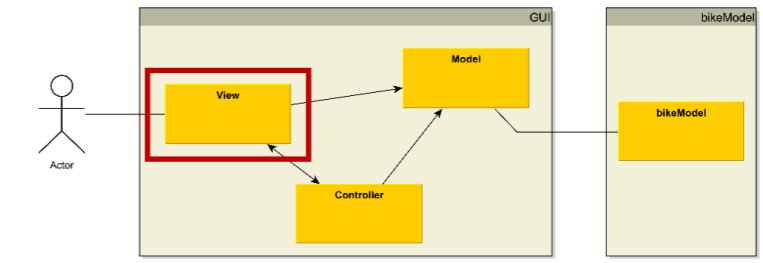 GUI
bikeModel
Model
View
bikeModel
Actor
Controller